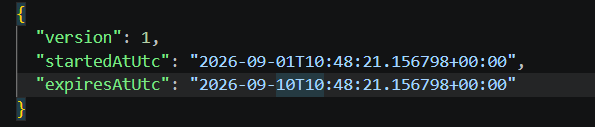 {
"version": 1,
"startedAtUtc": "2026-09-01T10:48:21.156798+00:00",
"expiresAtUtc": "2026-09-10T10:48:21.156798+00:00"
}